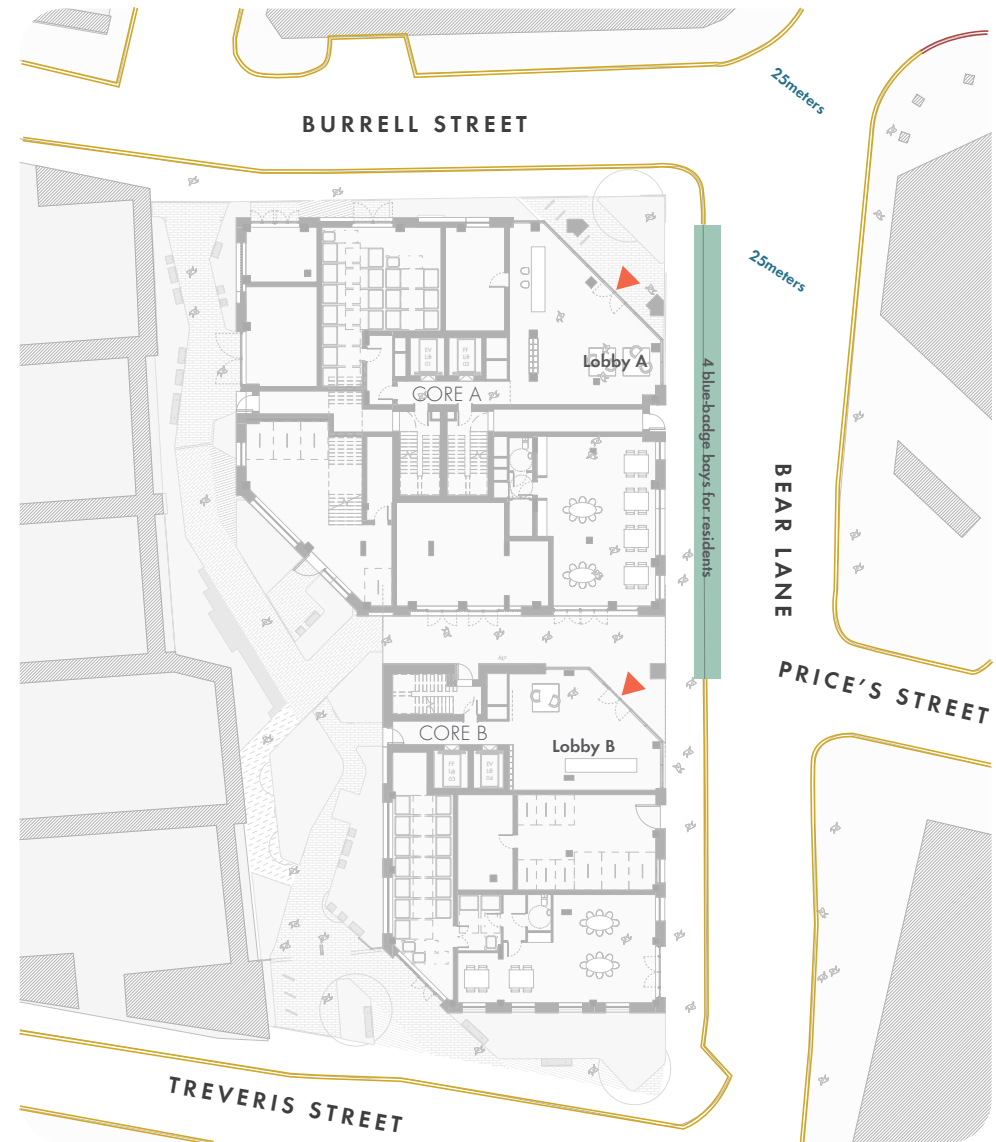 25meters
BURRELL STREET
25meters
Lobby A
CORE A
4 blue-badge bays for residents
BEAR LANE
PRICE'S STREET
CORE B
Lobby B
TREVERIS STREET